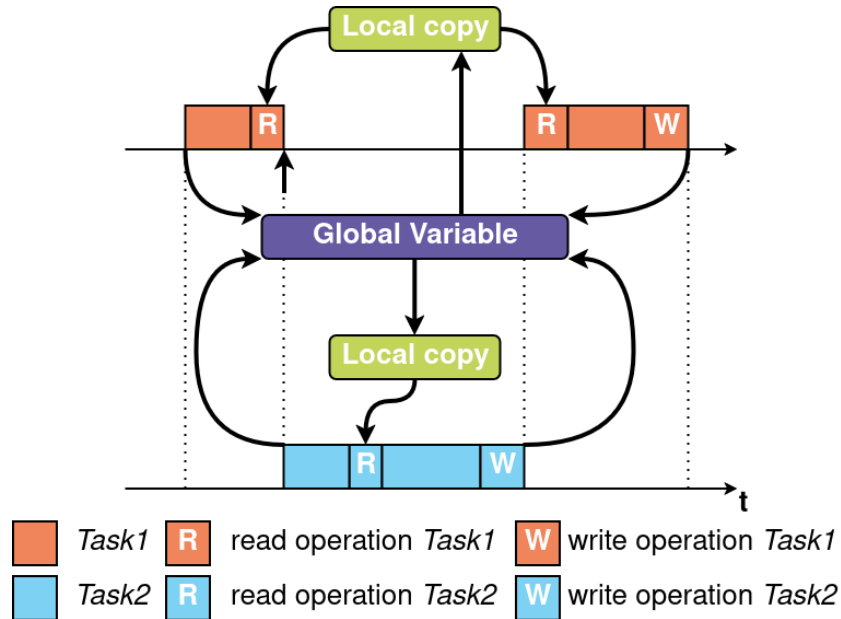 Local copy
R R W
Global Variable
Local copy
R W
t
Task1 R read operation Task1 W write operation Task1
Task2 R read operation Task2 W write operation Task2